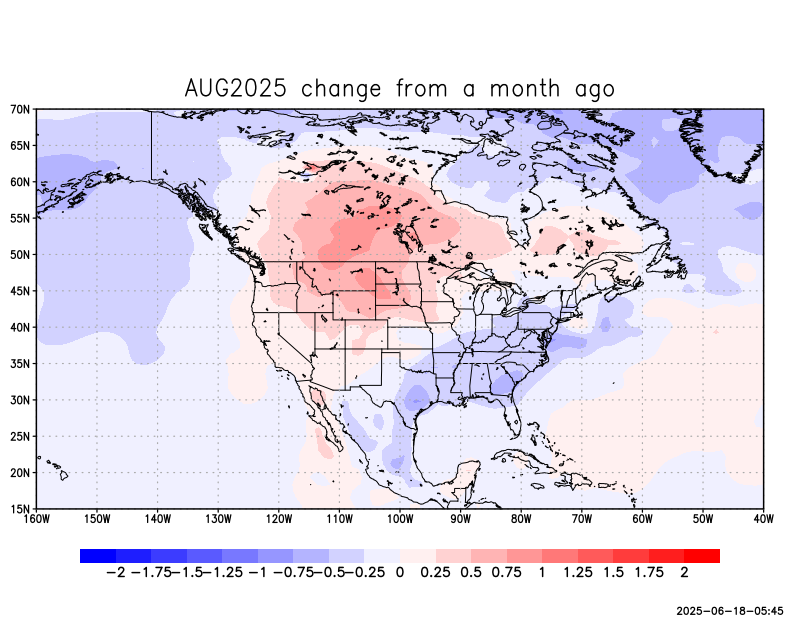 AUG2025 change from a month ago
70N
65N
60N
55N
50N
45N
40N
35N
30N
25N
20N
15N
160W 150W 140W 130W 120W 110W 100W 90W 80W 70W 60W 50W 40W
−2 −1.75 −1.5 −1.25 −1 −0.75 −0.5 −0.25 0 0.25 0.5 0.75 1 1.25 1.5 1.75 2
2025−06−18−05:45